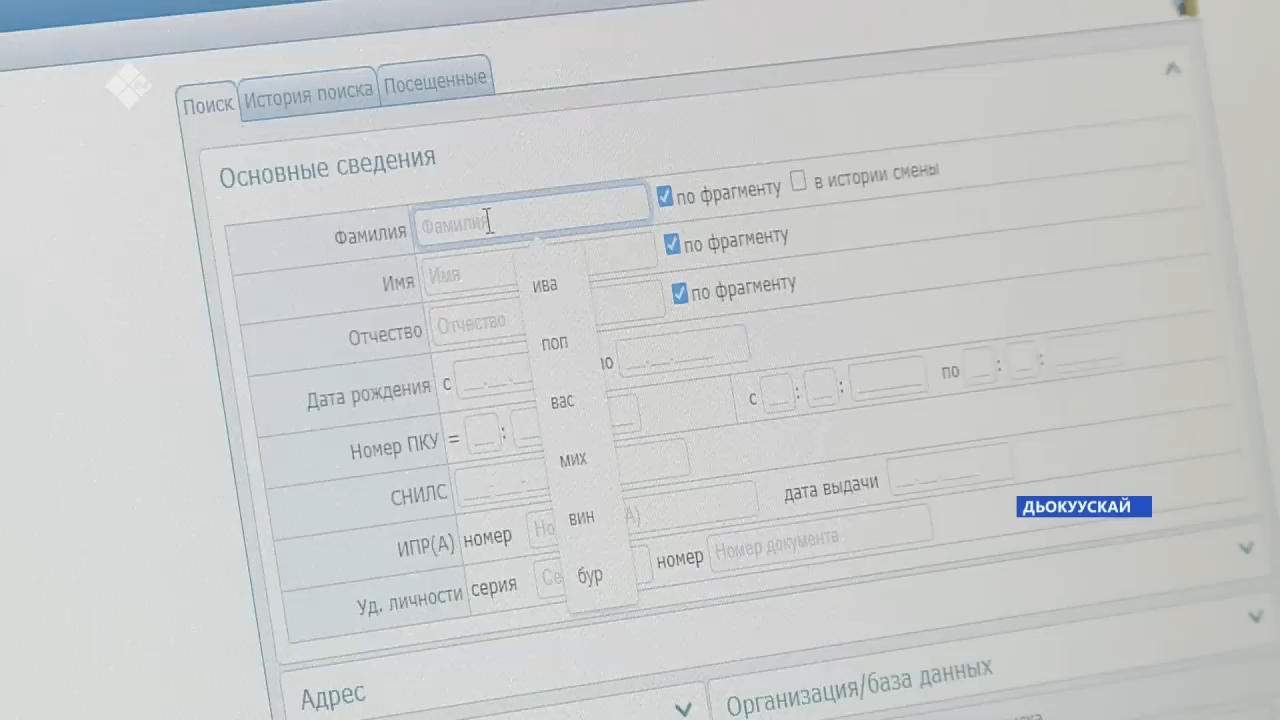 Поиск История поиска Посещенные
Основные сведения
Фамилия Фамилия по фрагменту в истории смены
Имя Имя по фрагменту
Отчество Отчество по фрагменту
ива
поп
вас
мих
вин
бур
Дата рождения с
Номер ПКУ = : с : : по : :
СНИЛС
ИПР(А) номер дата выдачи
Уд. личности серия номер Номер документа
ДЬОКУУСКАЙ
Адрес
Организация/база данных